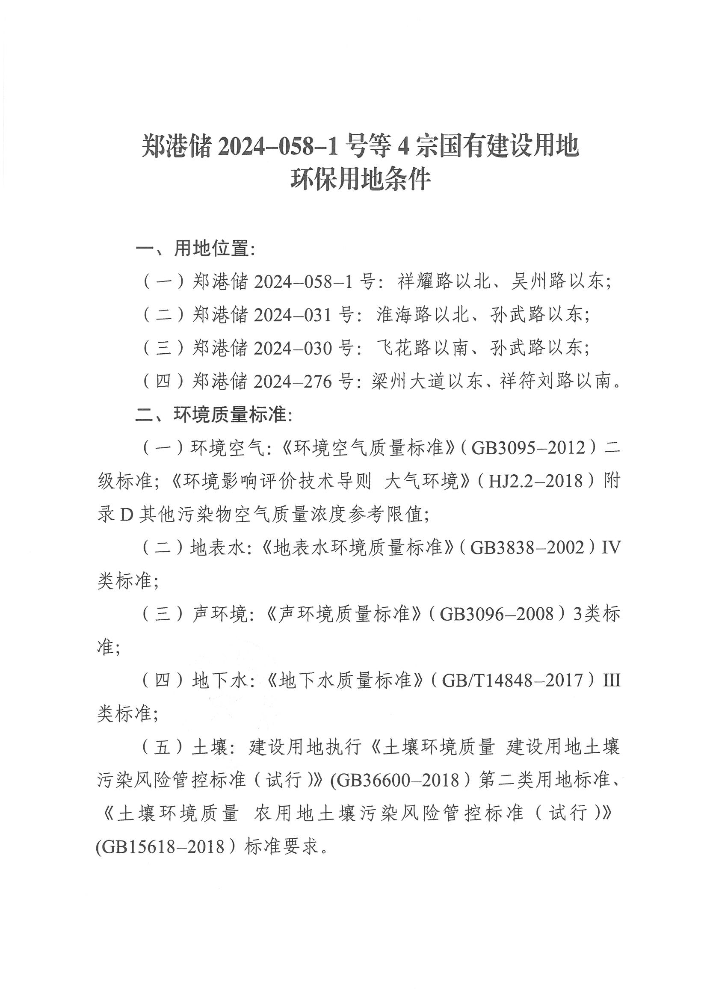 郑港储 2024-058-1 号等 4 宗国有建设用地
环保用地条件
一、用地位置：
（一）郑港储 2024-058-1 号：祥耀路以北、吴州路以东；
（二）郑港储 2024-031 号：淮海路以北、孙武路以东；
（三）郑港储 2024-030 号：飞花路以南、孙武路以东；
（四）郑港储 2024-276 号：梁州大道以东、祥符刘路以南。
二、环境质量标准：
（一）环境空气：《环境空气质量标准》（GB3095-2012）二
级标准；《环境影响评价技术导则 大气环境》（HJ2.2-2018）附
录 D 其他污染物空气质量浓度参考限值；
（二）地表水：《地表水环境质量标准》（GB3838-2002）IV
类标准；
（三）声环境：《声环境质量标准》（GB3096-2008）3类标
准；
（四）地下水：《地下水质量标准》（GB/T14848-2017）III
类标准；
（五）土壤：建设用地执行《土壤环境质量 建设用地土壤
污染风险管控标准（试行）》(GB36600-2018）第二类用地标准、
《土壤环境质量 农用地土壤污染风险管控标准（试行）》
(GB15618-2018）标准要求。